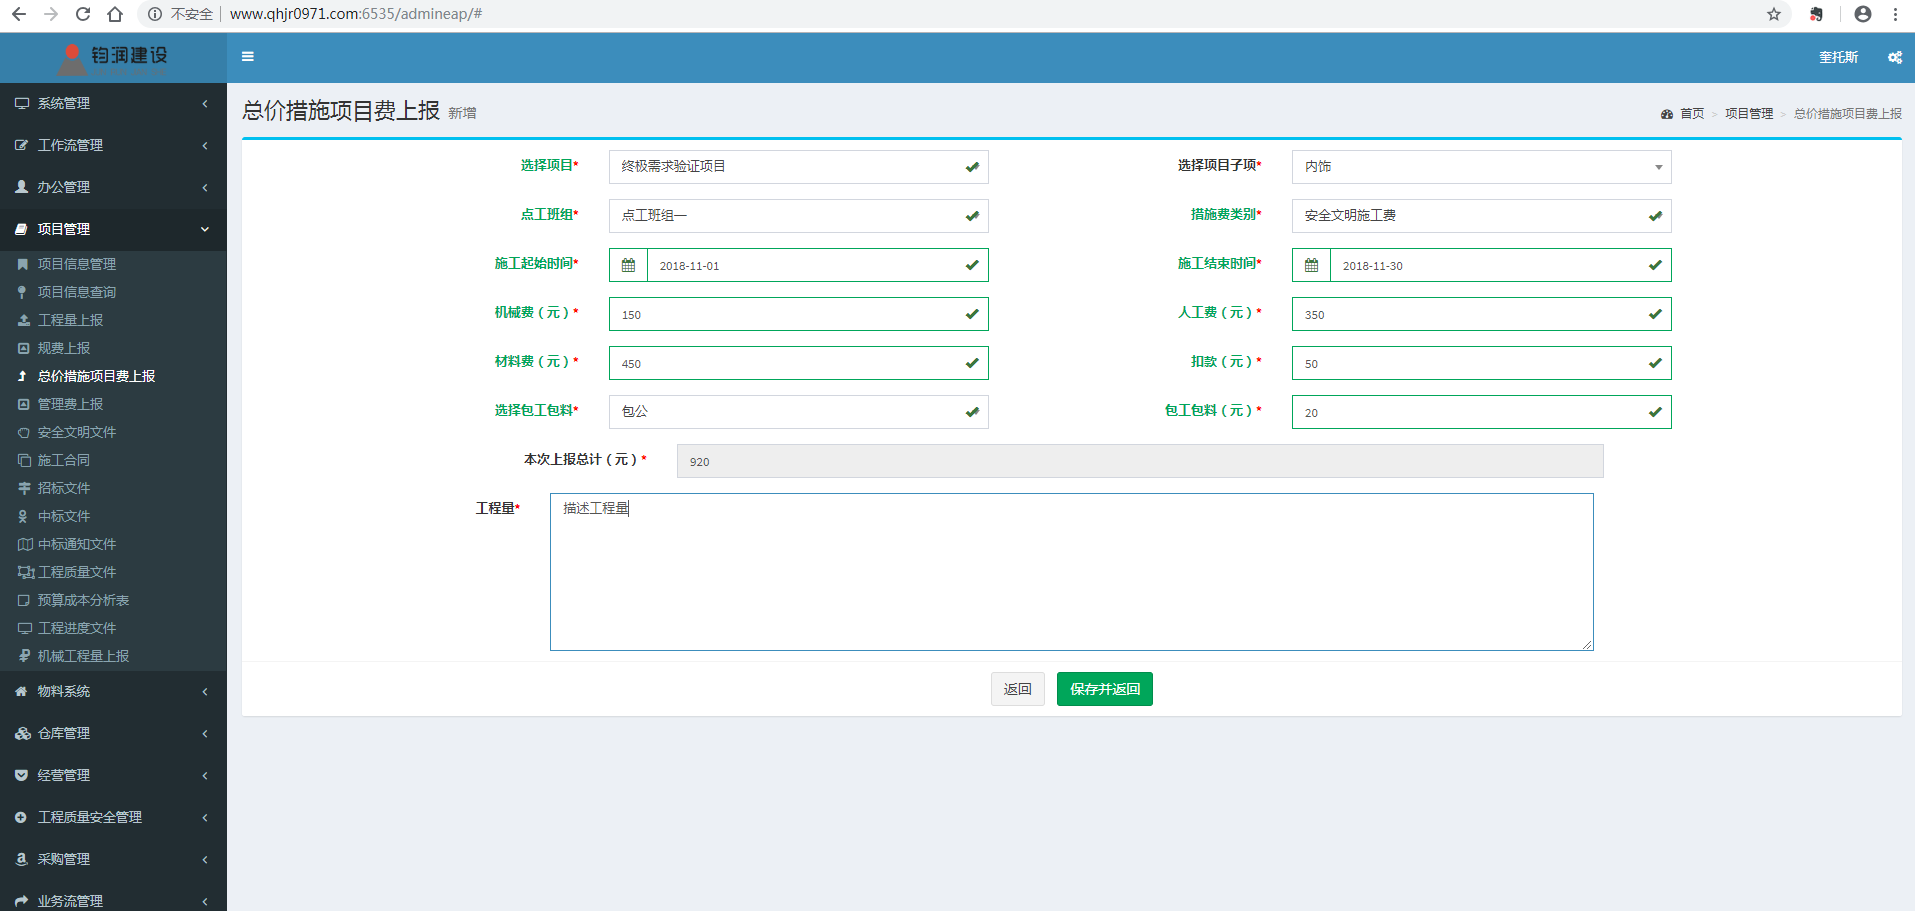 不安全 www.qhjr0971.com:6535/admineap/#
钧润建设
奎托斯
系统管理
工作流管理
办公管理
项目管理
项目信息管理
项目信息查询
工程量上报
规费上报
总价措施项目费上报
管理费上报
安全文明文件
施工合同
招标文件
中标文件
中标通知文件
工程质量文件
预算成本分析表
工程进度文件
机械工程量上报
物料系统
仓库管理
经营管理
工程质量安全管理
采购管理
业务流管理
总价措施项目费上报 新增
首页 > 项目管理 > 总价措施项目费上报
选择项目* 终极需求验证项目 选择项目子项* 内饰
点工班组* 点工班组一 措施费类别* 安全文明施工费
施工起始时间* 2018-11-01 施工结束时间* 2018-11-30
机械费（元）* 150 人工费（元）* 350
材料费（元）* 450 扣款（元）* 50
选择包工包料* 包公 包工包料（元）* 20
本次上报总计（元）* 920
工程量* 描述工程量
返回 保存并返回